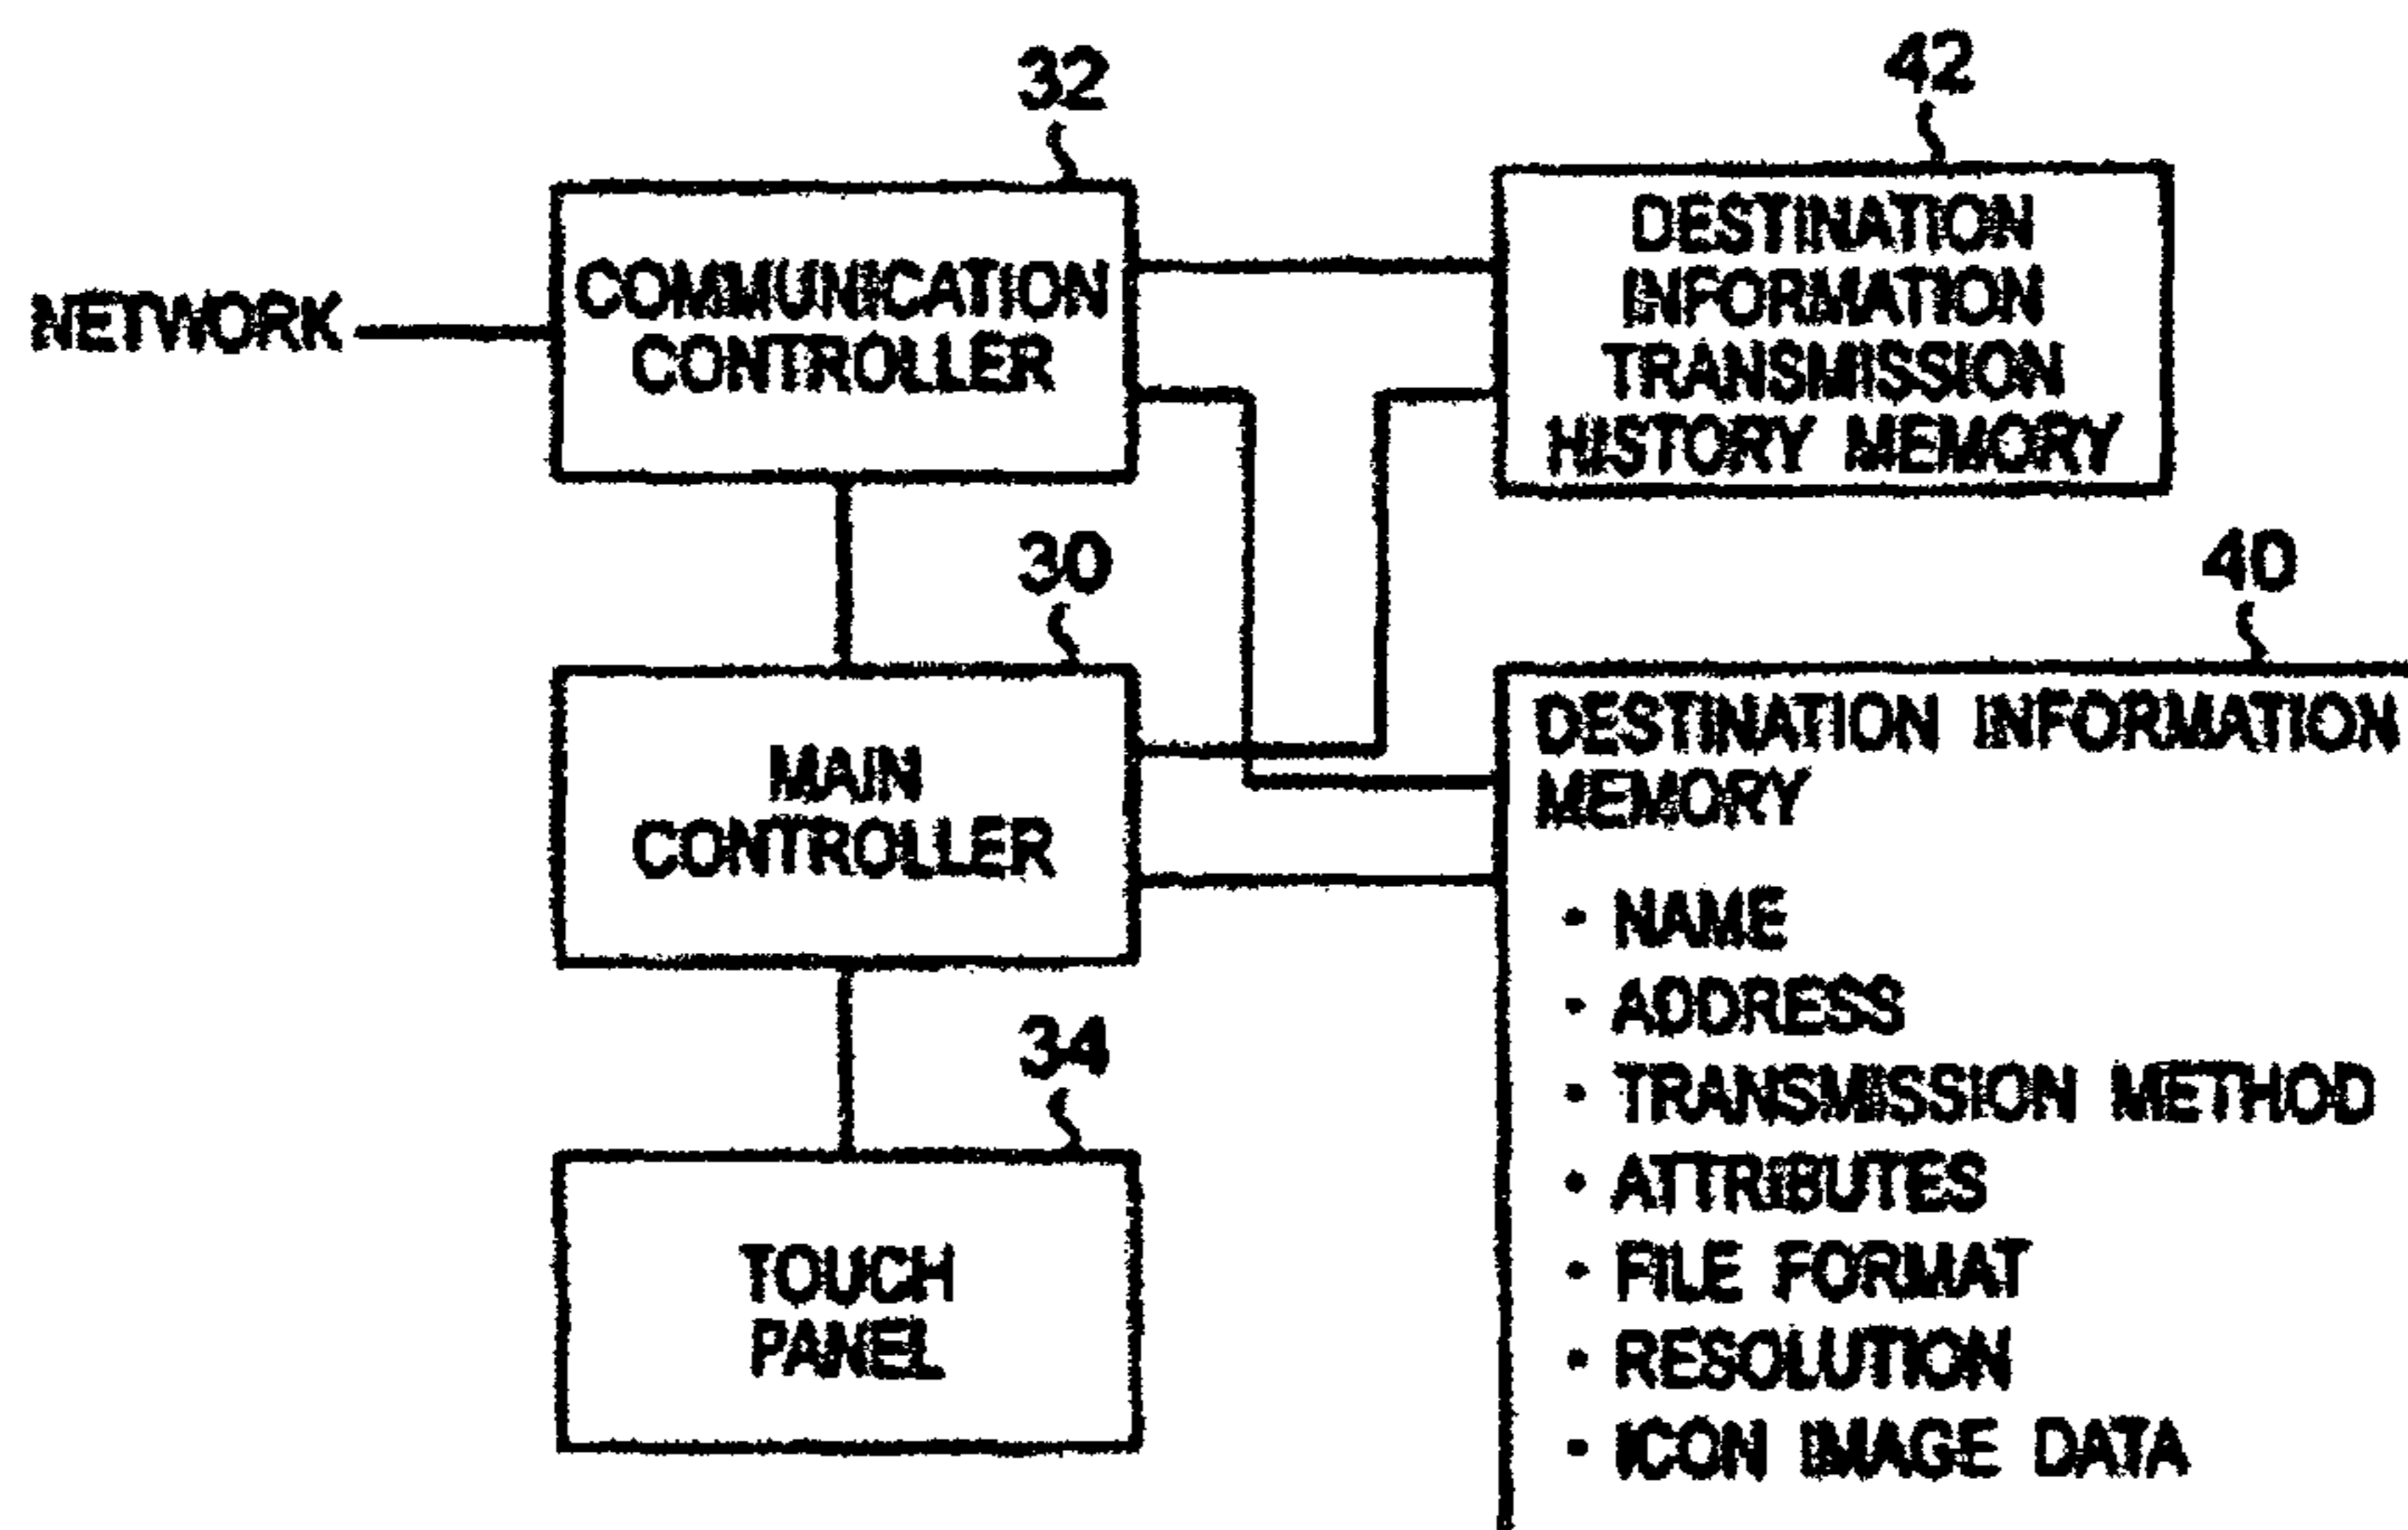 32
42
NETWORK
COMMUNICATION
CONTROLLER
DESTINATION
INFORMATION
TRANSMISSION
HISTORY MEMORY
30
40
MAIN
CONTROLLER
DESTINATION INFORMATION
MEMORY
• NAME
• ADDRESS
• TRANSMISSION METHOD
• ATTRIBUTES
• FILE FORMAT
• RESOLUTION
• ICON IMAGE DATA
34
TOUCH
PANEL